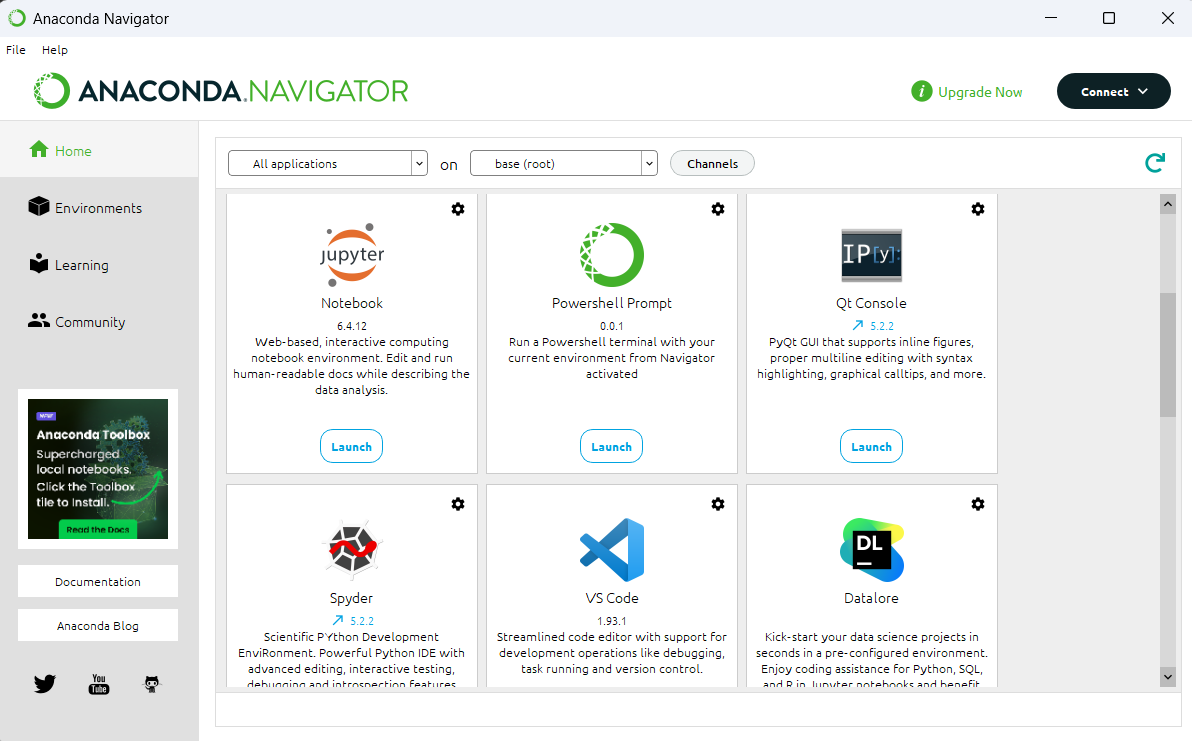 Anaconda Navigator
File Help
ANACONDA.NAVIGATOR
i Upgrade Now
Connect
Home
Environments
Learning
Community
NEW
Anaconda Toolbox
Supercharged
local notebooks.
Click the Toolbox
tile to install.
Read the Docs
Documentation
Anaconda Blog
You
Tube
All applications on base (root) Channels
jupyter
Notebook
6.4.12
Web-based, interactive computing
notebook environment. Edit and run
human-readable docs while describing the
data analysis.
Launch
Powershell Prompt
0.0.1
Run a Powershell terminal with your
current environment from Navigator
activated
Launch
IP[y]:
Qt Console
5.2.2
PyQt GUI that supports inline figures,
proper multiline editing with syntax
highlighting, graphical calltips, and more.
Launch
Spyder
5.2.2
Scientific PYthon Development
EnviRonment. Powerful Python IDE with
advanced editing, interactive testing,
debugging and introspection features
VS Code
1.93.1
Streamlined code editor with support for
development operations like debugging,
task running and version control.
DL
Datalore
Kick-start your data science projects in
seconds in a pre-configured environment.
Enjoy coding assistance for Python, SQL,
and R in Jupyter notebooks and benefit